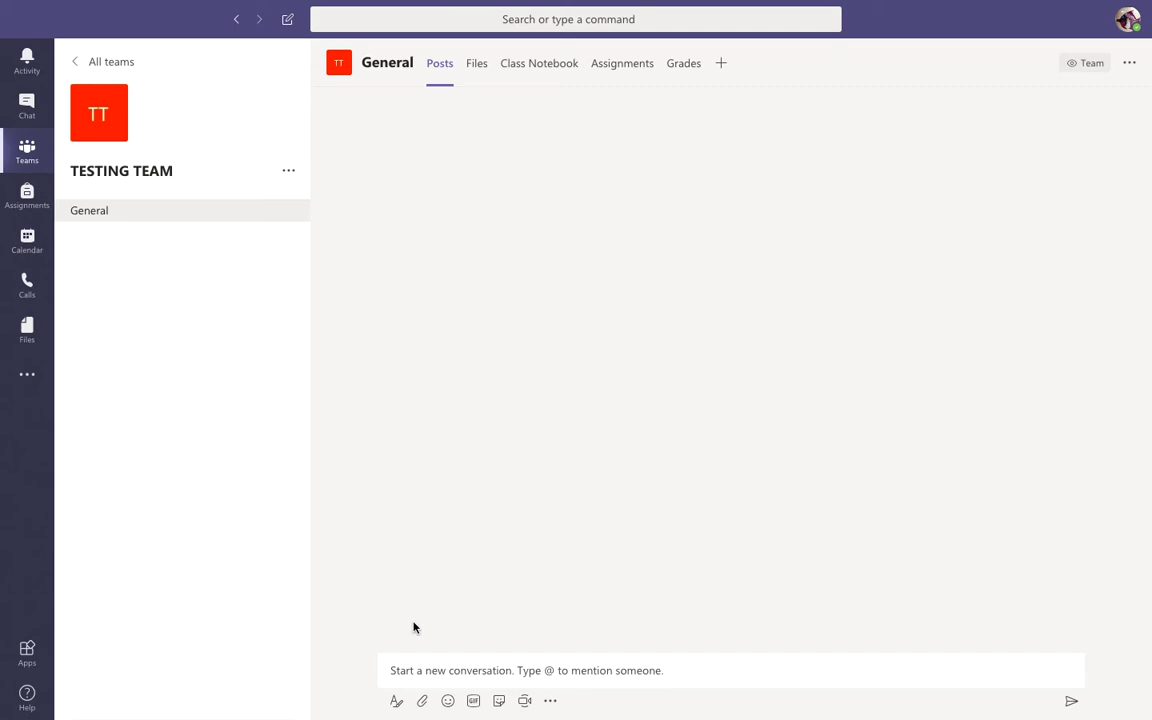 Search or type a command
Activity
Chat
Teams
Assignments
Calendar
Calls
Files
Apps
Help
All teams
TT
TESTING TEAM
General
TT
General
Posts
Files
Class Notebook
Assignments
Grades
Team
Start a new conversation. Type @ to mention someone.
GIF